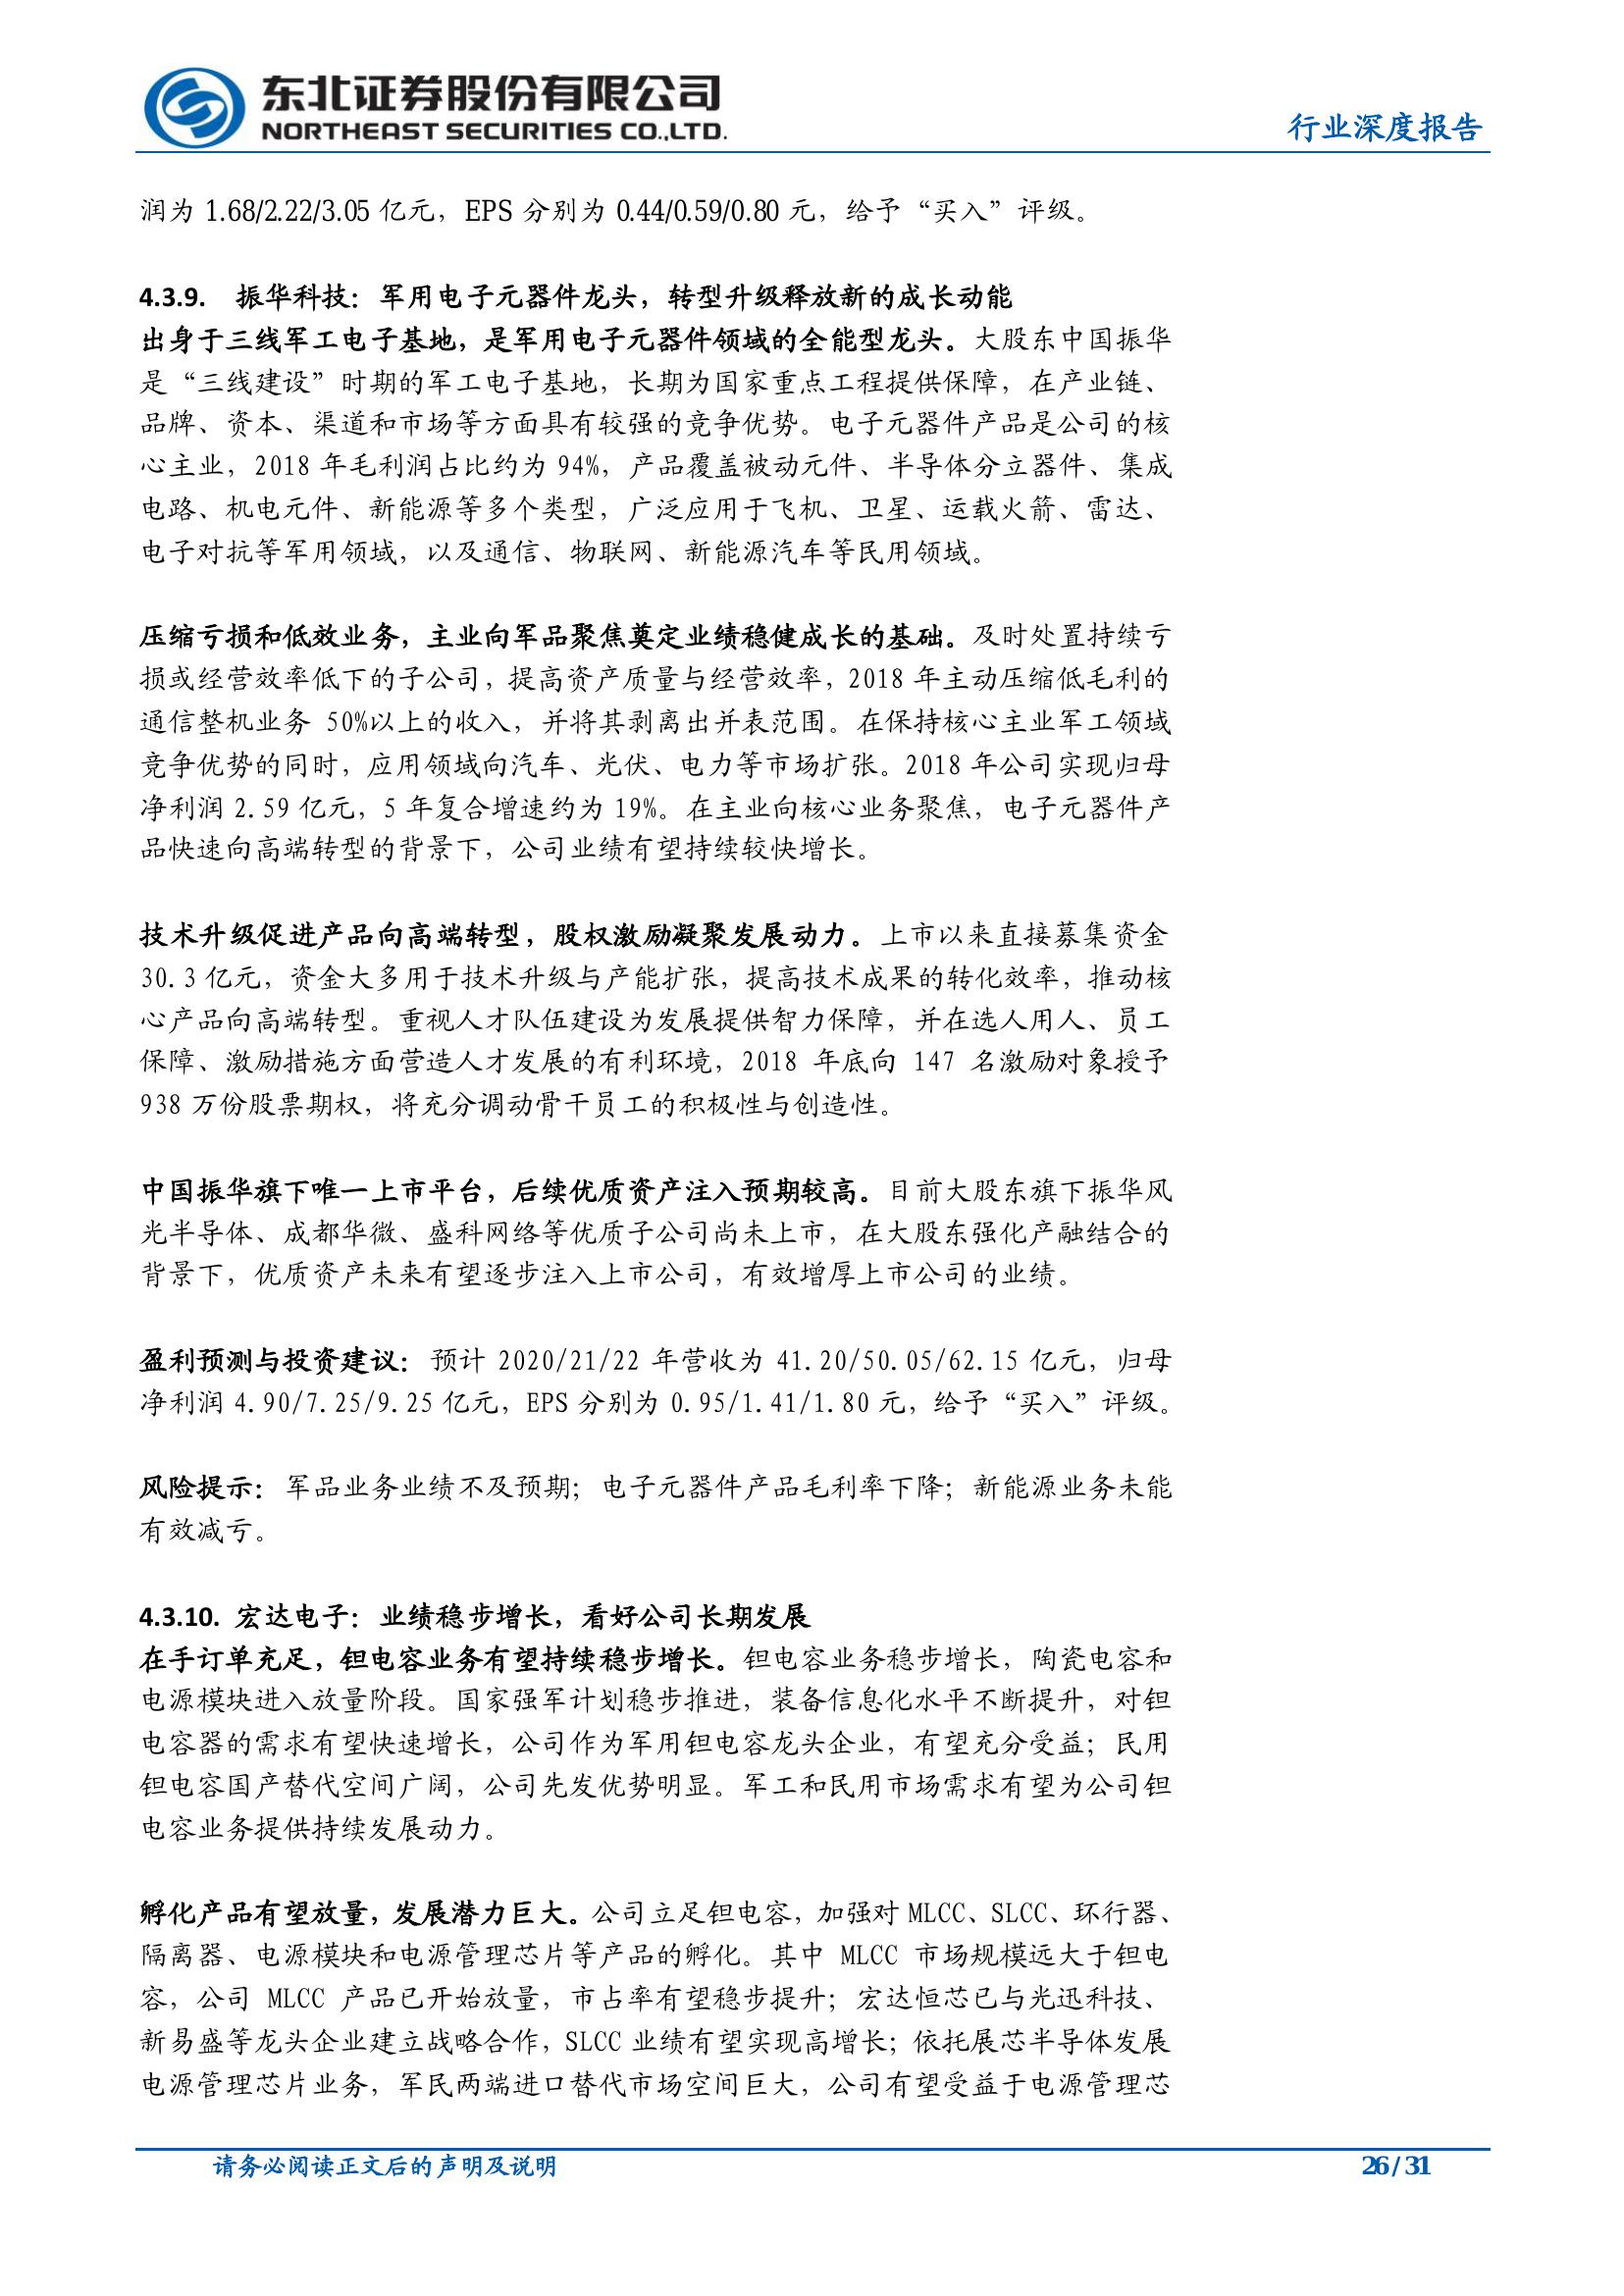 东北证券股份有限公司
NORTHEAST SECURITIES CO.,LTD.
行业深度报告
润为 1.68/2.22/3.05 亿元，EPS 分别为 0.44/0.59/0.80 元，给予“买入”评级。
4.3.9. 振华科技：军用电子元器件龙头，转型升级释放新的成长动能
出身于三线军工电子基地，是军用电子元器件领域的全能型龙头。大股东中国振华
是“三线建设”时期的军工电子基地，长期为国家重点工程提供保障，在产业链、
品牌、资本、渠道和市场等方面具有较强的竞争优势。电子元器件产品是公司的核
心主业，2018 年毛利润占比约为 94%，产品覆盖被动元件、半导体分立器件、集成
电路、机电元件、新能源等多个类型，广泛应用于飞机、卫星、运载火箭、雷达、
电子对抗等军用领域，以及通信、物联网、新能源汽车等民用领域。
压缩亏损和低效业务，主业向军品聚焦奠定业绩稳健成长的基础。及时处置持续亏
损或经营效率低下的子公司，提高资产质量与经营效率，2018 年主动压缩低毛利的
通信整机业务 50%以上的收入，并将其剥离出并表范围。在保持核心主业军工领域
竞争优势的同时，应用领域向汽车、光伏、电力等市场扩张。2018 年公司实现归母
净利润 2.59 亿元，5 年复合增速约为 19%。在主业向核心业务聚焦，电子元器件产
品快速向高端转型的背景下，公司业绩有望持续较快增长。
技术升级促进产品向高端转型，股权激励凝聚发展动力。上市以来直接募集资金
30.3 亿元，资金大多用于技术升级与产能扩张，提高技术成果的转化效率，推动核
心产品向高端转型。重视人才队伍建设为发展提供智力保障，并在选人用人、员工
保障、激励措施方面营造人才发展的有利环境，2018 年底向 147 名激励对象授予
938 万份股票期权，将充分调动骨干员工的积极性与创造性。
中国振华旗下唯一上市平台，后续优质资产注入预期较高。目前大股东旗下振华风
光半导体、成都华微、盛科网络等优质子公司尚未上市，在大股东强化产融结合的
背景下，优质资产未来有望逐步注入上市公司，有效增厚上市公司的业绩。
盈利预测与投资建议：预计 2020/21/22 年营收为 41.20/50.05/62.15 亿元，归母
净利润 4.90/7.25/9.25 亿元，EPS 分别为 0.95/1.41/1.80 元，给予“买入”评级。
风险提示：军品业务业绩不及预期；电子元器件产品毛利率下降；新能源业务未能
有效减亏。
4.3.10. 宏达电子：业绩稳步增长，看好公司长期发展
在手订单充足，钽电容业务有望持续稳步增长。钽电容业务稳步增长，陶瓷电容和
电源模块进入放量阶段。国家强军计划稳步推进，装备信息化水平不断提升，对钽
电容器的需求有望快速增长，公司作为军用钽电容龙头企业，有望充分受益；民用
钽电容国产替代空间广阔，公司先发优势明显。军工和民用市场需求有望为公司钽
电容业务提供持续发展动力。
孵化产品有望放量，发展潜力巨大。公司立足钽电容，加强对 MLCC、SLCC、环行器、
隔离器、电源模块和电源管理芯片等产品的孵化。其中 MLCC 市场规模远大于钽电
容，公司 MLCC 产品已开始放量，市占率有望稳步提升；宏达恒芯已与光迅科技、
新易盛等龙头企业建立战略合作，SLCC 业绩有望实现高增长；依托展芯半导体发展
电源管理芯片业务，军民两端进口替代市场空间巨大，公司有望受益于电源管理芯
请务必阅读正文后的声明及说明
26 / 31